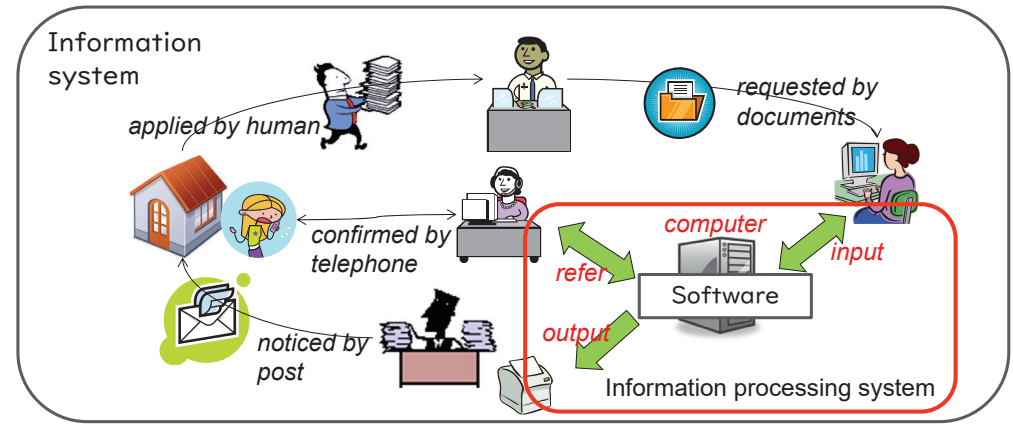 Information
system
applied by human
requested by
documents
confirmed by
telephone
computer
refer
input
Software
output
noticed by
post
Information processing system